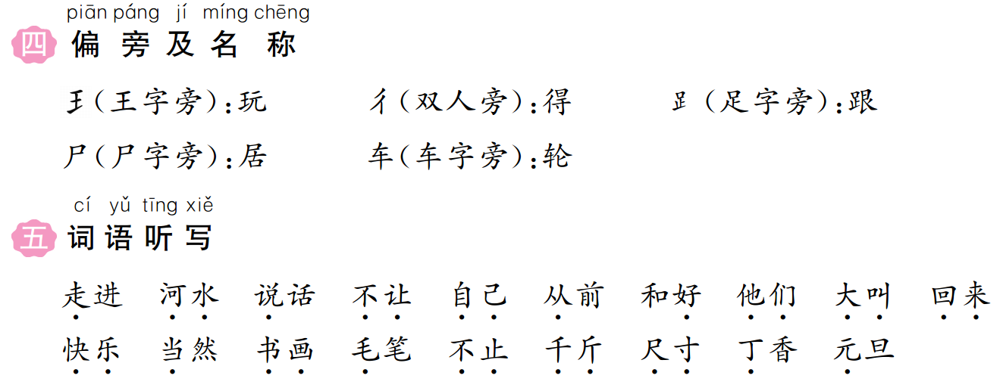 piān páng jí míng chēng
四 偏旁及名称
𤣩(王字旁):玩 彳(双人旁):得 𧾷(足字旁):跟
尸(尸字旁):居 车(车字旁):轮
cí yǔ tīng xiě
五 词语听写
走进 河水 说话 不让 自己 从前 和好 他们 大叫 回来
快乐 当然 书画 毛笔 不止 千斤 尺寸 丁香 元旦